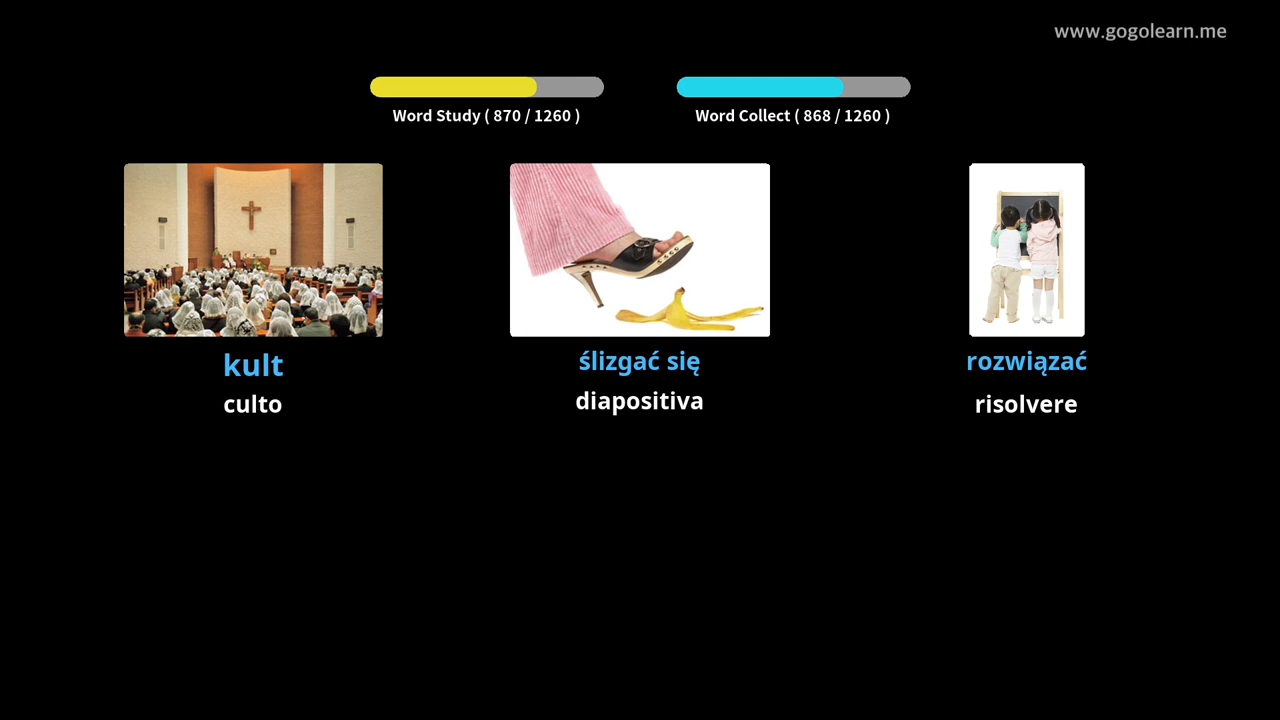 www.gogolearn.me
Word Study ( 870 / 1260 )
Word Collect ( 868 / 1260 )
kult
culto
ślizgać się
diapositiva
rozwiązać
risolvere